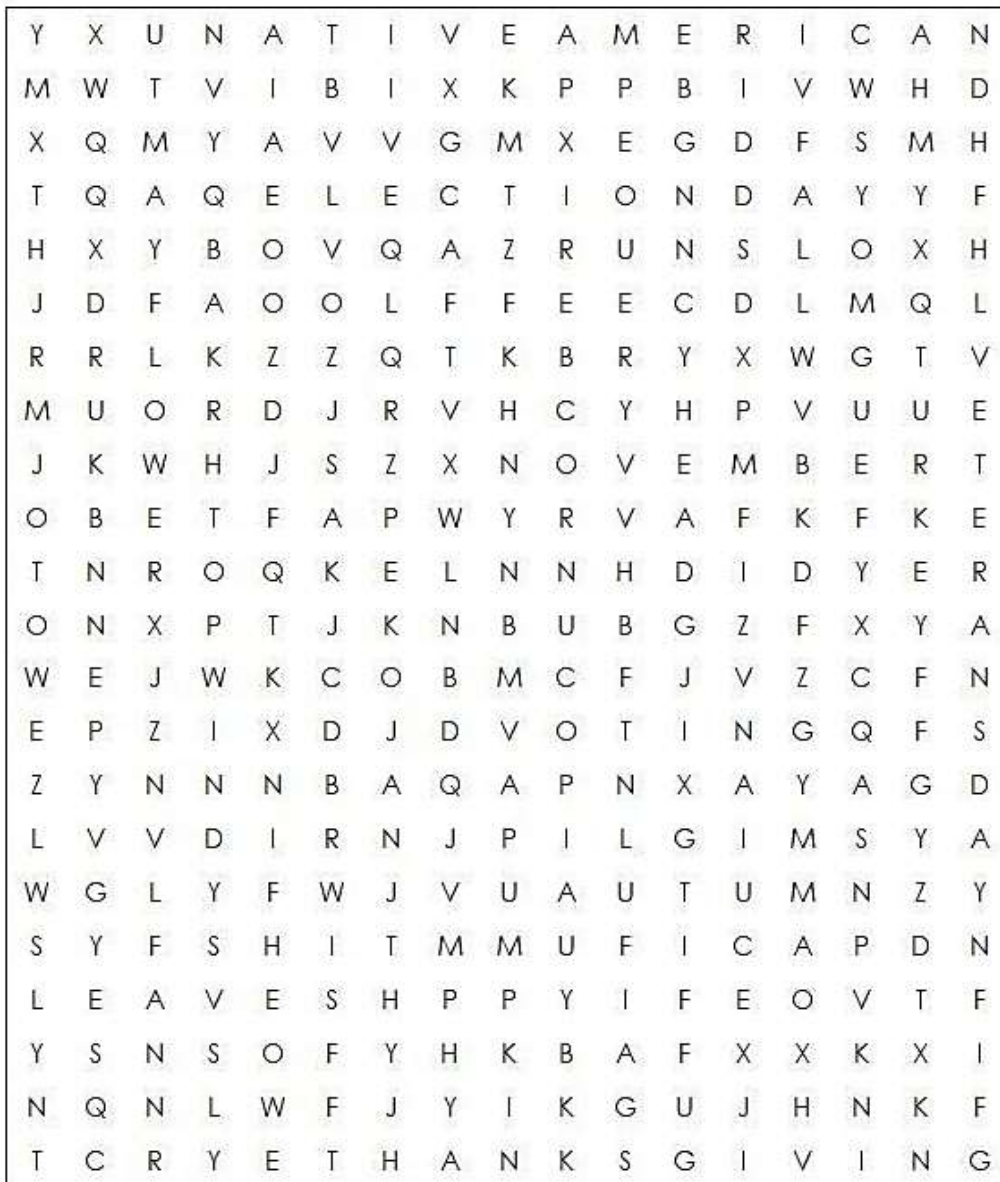 Y X U N A T I V E A M E R I C A N
M W T V I B I X K P P B I V W H D
X Q M Y A V V G M X E G D F S M H
T Q A Q E L E C T I O N D A Y Y F
H X Y B O V Q A Z R U N S L O X H
J D F A O O L F F E E C D L M Q L
R R L K Z Z Q T K B R Y X W G T V
M U O R D J R V H C Y H P V U U E
J K W H J S Z X N O V E M B E R T
O B E T F A P W Y R V A F K F K E
T N R O Q K E L N N H D I D Y E R
O N X P T J K N B U B G Z F X Y A
W E J W K C O B M C F J V Z C F N
E P Z I X D J D V O T I N G Q F S
Z Y N N N B A Q A P N X A Y A G D
L V V D I R N J P I L G I M S Y A
W G L Y F W J V U A U T U M N Z Y
S Y F S H I T M M U F I C A P D N
L E A V E S H P P Y I F E O V T F
Y S N S O F Y H K B A F X X K X I
N Q N L W F J Y I K G U J H N K F
T C R Y E T H A N K S G I V I N G